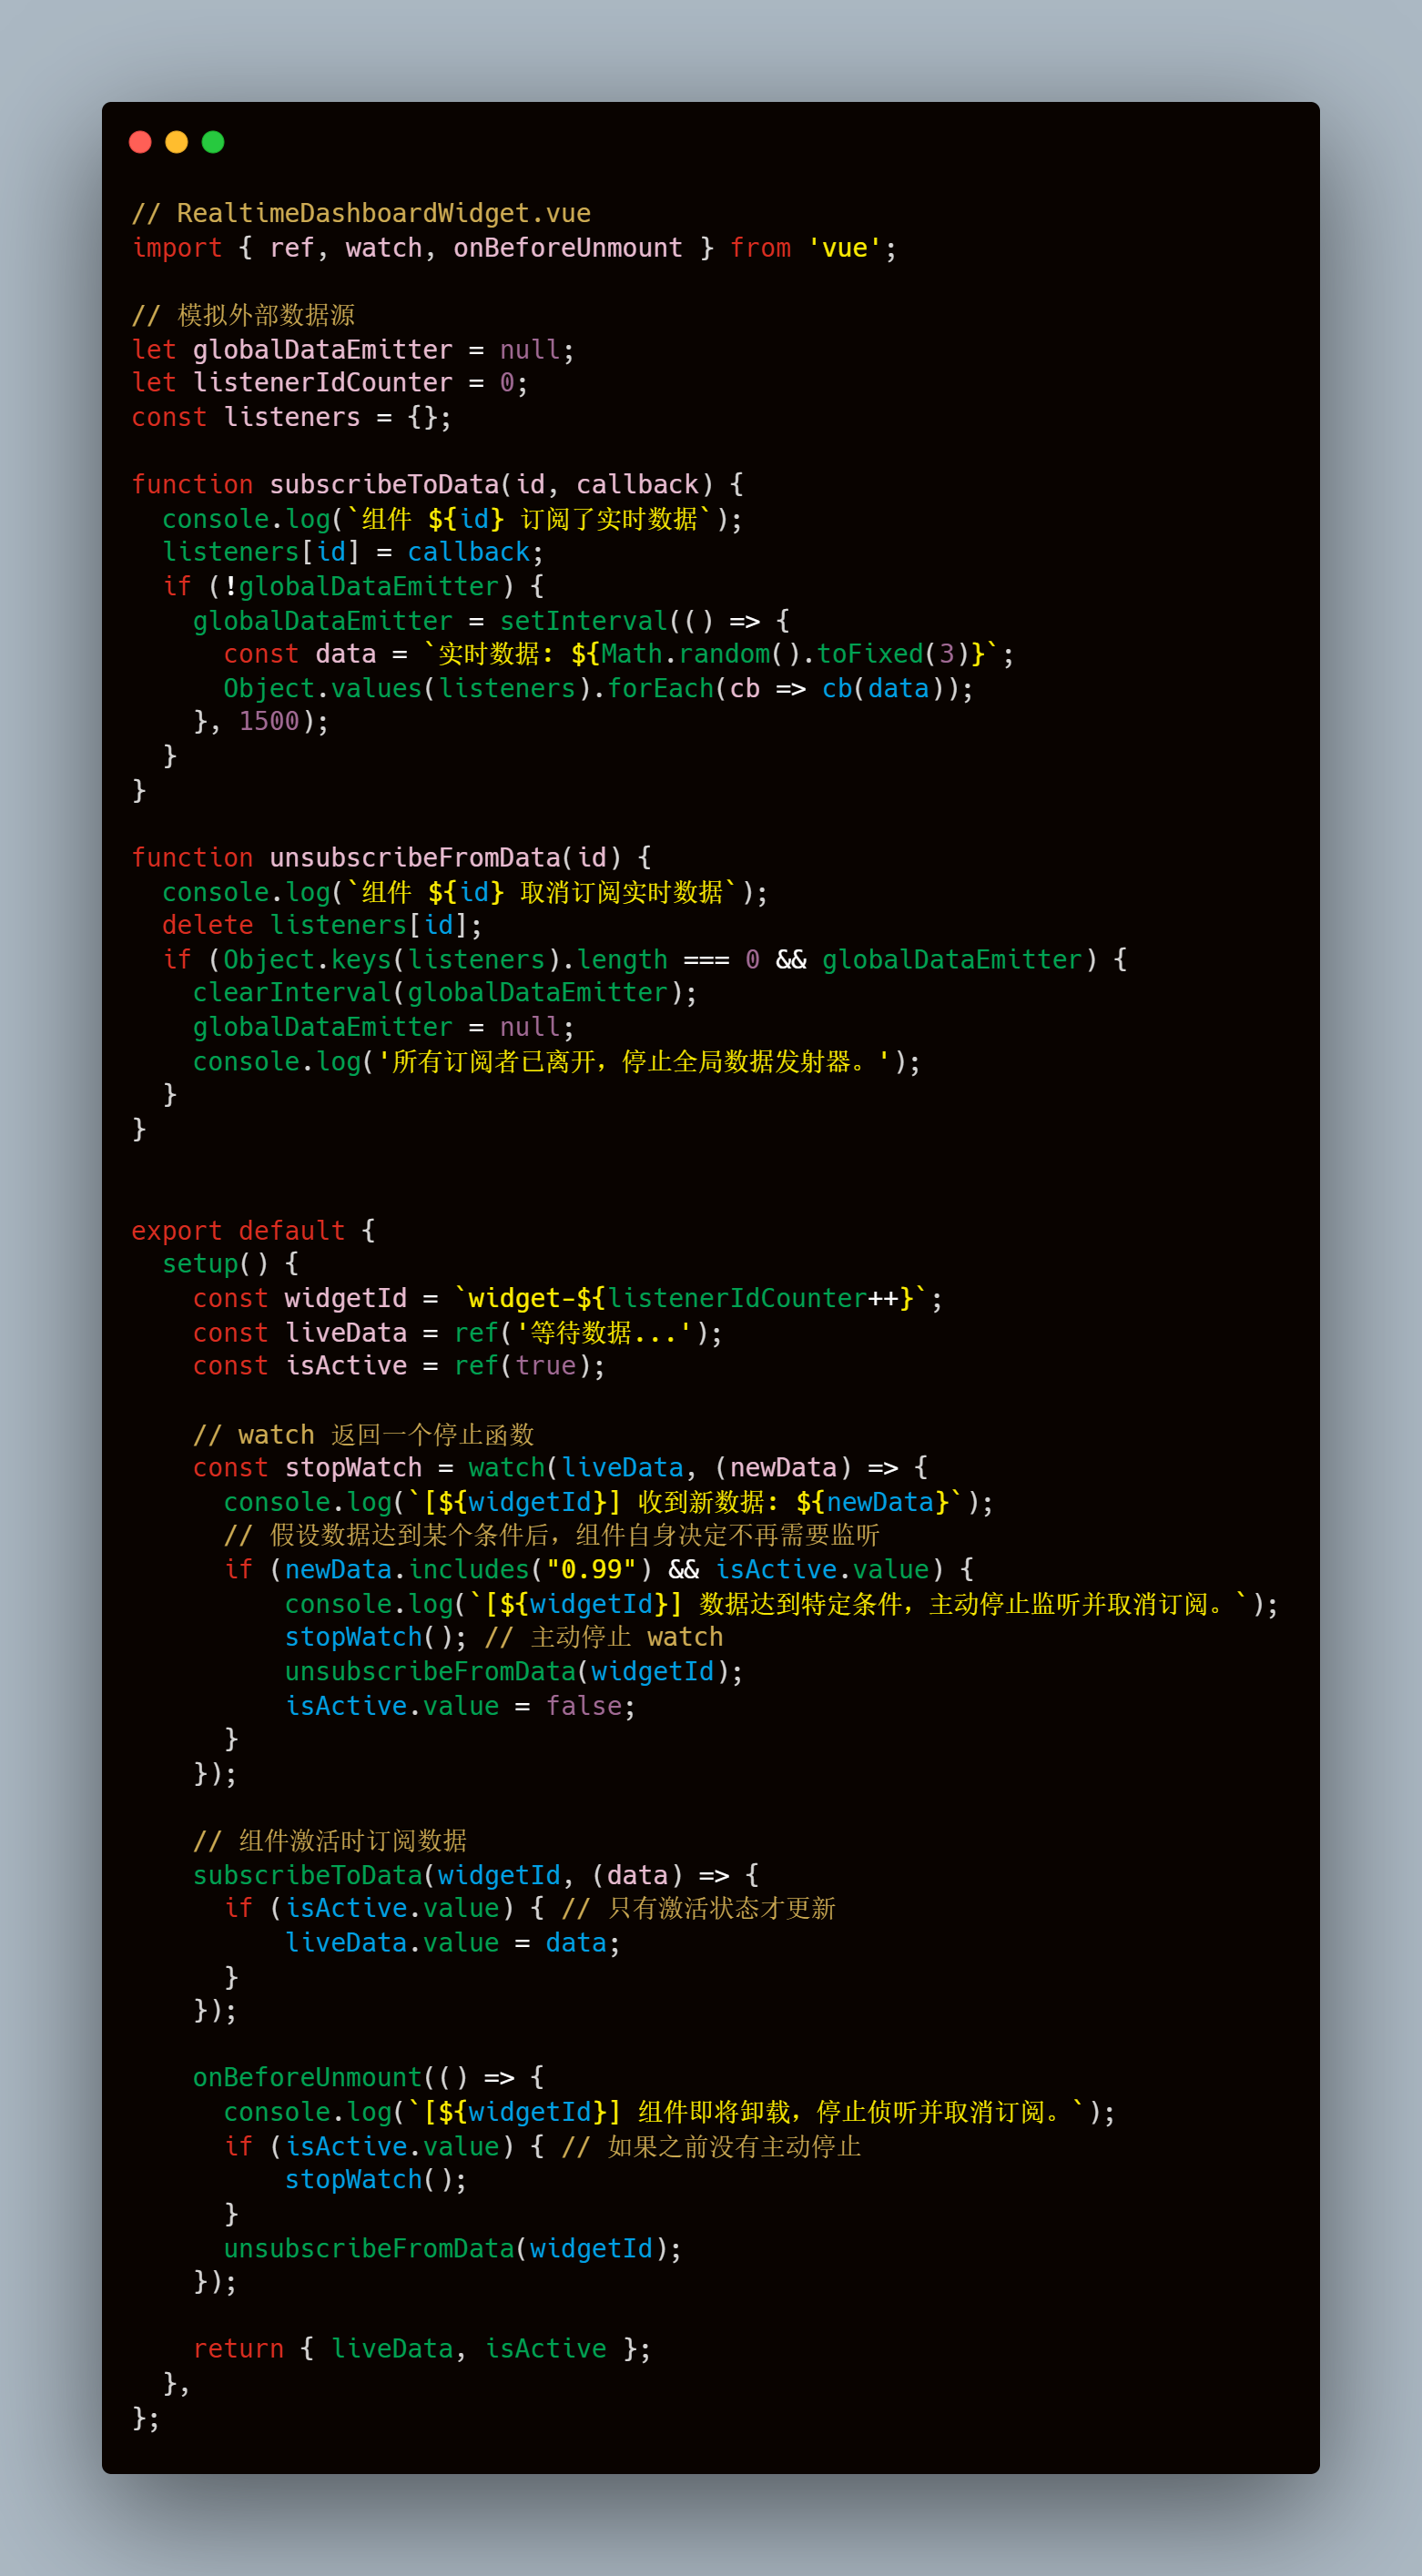 // RealtimeDashboardWidget.vue
import { ref, watch, onBeforeUnmount } from 'vue';

// 模拟外部数据源
let globalDataEmitter = null;
let listenerIdCounter = 0;
const listeners = {};

function subscribeToData(id, callback) {
  console.log(`组件 ${id} 订阅了实时数据`);
  listeners[id] = callback;
  if (!globalDataEmitter) {
    globalDataEmitter = setInterval(() => {
      const data = `实时数据: ${Math.random().toFixed(3)}`;
      Object.values(listeners).forEach(cb => cb(data));
    }, 1500);
  }
}

function unsubscribeFromData(id) {
  console.log(`组件 ${id} 取消订阅实时数据`);
  delete listeners[id];
  if (Object.keys(listeners).length === 0 && globalDataEmitter) {
    clearInterval(globalDataEmitter);
    globalDataEmitter = null;
    console.log('所有订阅者已离开，停止全局数据发射器。');
  }
}

export default {
  setup() {
    const widgetId = `widget-${listenerIdCounter++}`;
    const liveData = ref('等待数据...');
    const isActive = ref(true);

    // watch 返回一个停止函数
    const stopWatch = watch(liveData, (newData) => {
      console.log(`[${widgetId}] 收到新数据: ${newData}`);
      // 假设数据达到某个条件后，组件自身决定不再需要监听
      if (newData.includes("0.99") && isActive.value) {
          console.log(`[${widgetId}] 数据达到特定条件，主动停止监听并取消订阅。`);
          stopWatch(); // 主动停止 watch
          unsubscribeFromData(widgetId);
          isActive.value = false;
      }
    });

    // 组件激活时订阅数据
    subscribeToData(widgetId, (data) => {
      if (isActive.value) { // 只有激活状态才更新
          liveData.value = data;
      }
    });

    onBeforeUnmount(() => {
      console.log(`[${widgetId}] 组件即将卸载，停止侦听并取消订阅。`);
      if (isActive.value) { // 如果之前没有主动停止
          stopWatch();
      }
      unsubscribeFromData(widgetId);
    });

    return { liveData, isActive };
  },
};